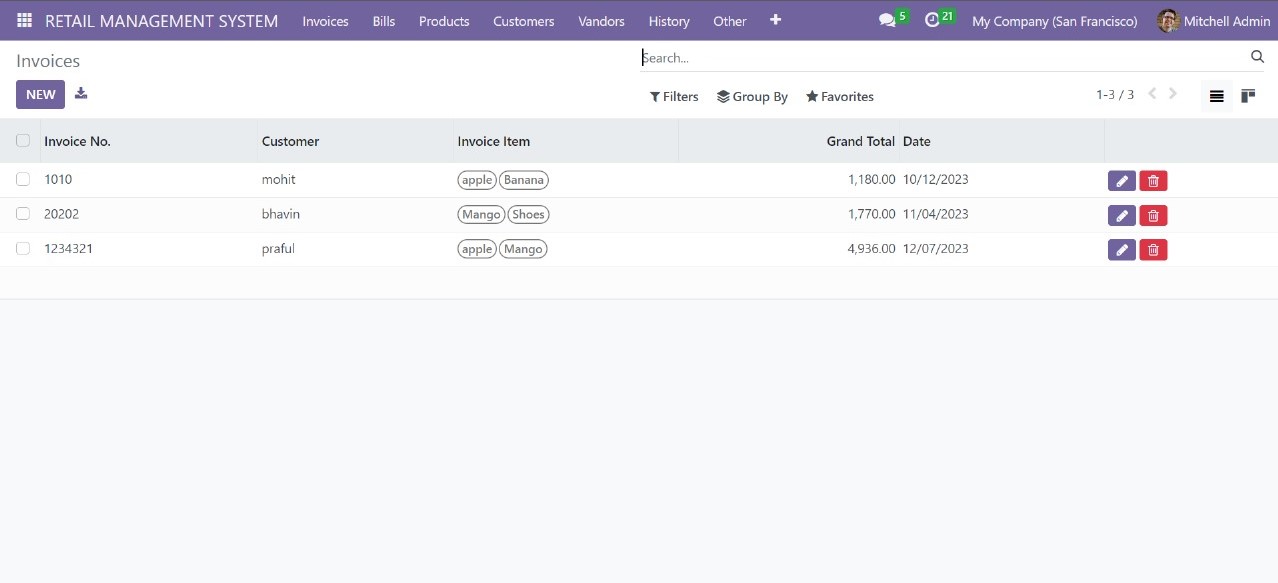 RETAIL MANAGEMENT SYSTEM Invoices Bills Products Customers Vandors History Other + 5 21 My Company (San Francisco) Mitchell Admin
Invoices Search...
NEW Filters Group By Favorites 1-3 / 3
Invoice No. Customer Invoice Item Grand Total Date
1010 mohit apple Banana 1,180.00 10/12/2023
20202 bhavin Mango Shoes 1,770.00 11/04/2023
1234321 praful apple Mango 4,936.00 12/07/2023